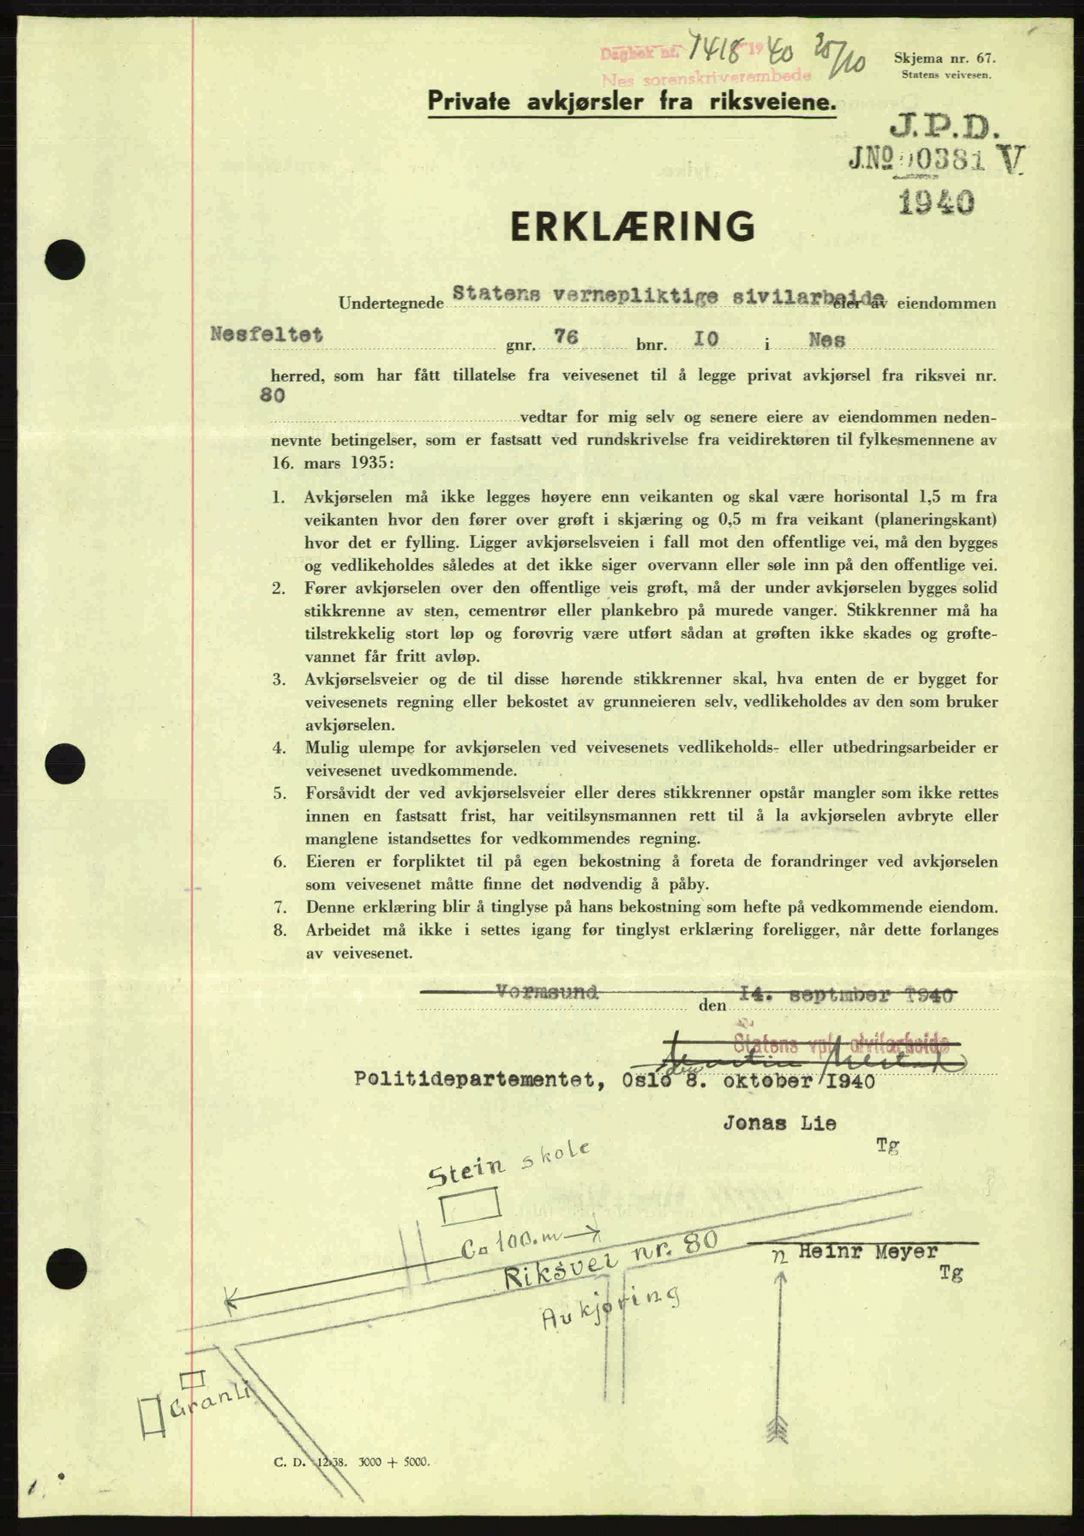 Dagbok nr. 7418 1940 30/10
Nes sorenskriverembede
Skjema nr. 67.
Statens veivesen.
Private avkjørsler fra riksveiene.
J.P.D.
J.Nº 00381 V.
1940
ERKLÆRING
Undertegnede Statens vernepliktige sivilarbeide eier av eiendommen
Nesfeltet gnr. 76 bnr. I0 i Nes
herred, som har fått tillatelse fra veivesenet til å legge privat avkjørsel fra riksvei nr.
80
vedtar for mig selv og senere eiere av eiendommen neden-
nevnte betingelser, som er fastsatt ved rundskrivelse fra veidirektøren til fylkesmennene av
16. mars 1935:
1. Avkjørselen må ikke legges høyere enn veikanten og skal være horisontal 1,5 m fra
veikanten hvor den fører over grøft i skjæring og 0,5 m fra veikant (planeringskant)
hvor det er fylling. Ligger avkjørselsveien i fall mot den offentlige vei, må den bygges
og vedlikeholdes således at det ikke siger overvann eller søle inn på den offentlige vei.
2. Fører avkjørselen over den offentlige veis grøft, må der under avkjørselen bygges solid
stikkrenne av sten, cementrør eller plankebro på murede vanger. Stikkrenner må ha
tilstrekkelig stort løp og forøvrig være utført sådan at grøften ikke skades og grøfte-
vannet får fritt avløp.
3. Avkjørselsveier og de til disse hørende stikkrenner skal, hva enten de er bygget for
veivesenets regning eller bekostet av grunneieren selv, vedlikeholdes av den som bruker
avkjørselen.
4. Mulig ulempe for avkjørselen ved veivesenets vedlikeholds- eller utbedringsarbeider er
veivesenet uvedkommende.
5. Forsåvidt der ved avkjørselsveier eller deres stikkrenner opstår mangler som ikke rettes
innen en fastsatt frist, har veitilsynsmannen rett til å la avkjørselen avbryte eller
manglene istandsettes for vedkommendes regning.
6. Eieren er forpliktet til på egen bekostning å foreta de forandringer ved avkjørselen
som veivesenet måtte finne det nødvendig å påby.
7. Denne erklæring blir å tinglyse på hans bekostning som hefte på vedkommende eiendom.
8. Arbeidet må ikke i settes igang før tinglyst erklæring foreligger, når dette forlanges
av veivesenet.
Vormsund den I4. septmber I940
Statens vpl. sivilarbeide
Politidepartementet, Oslo den 8. oktober 1940
Jonas Lie
Tg
Stein skole
Ca 100.m
Riksvei nr. 80
n
Heinr Meyer
Tg
Avkjøring
Granli
C. D. 12-38. 3000 + 5000.